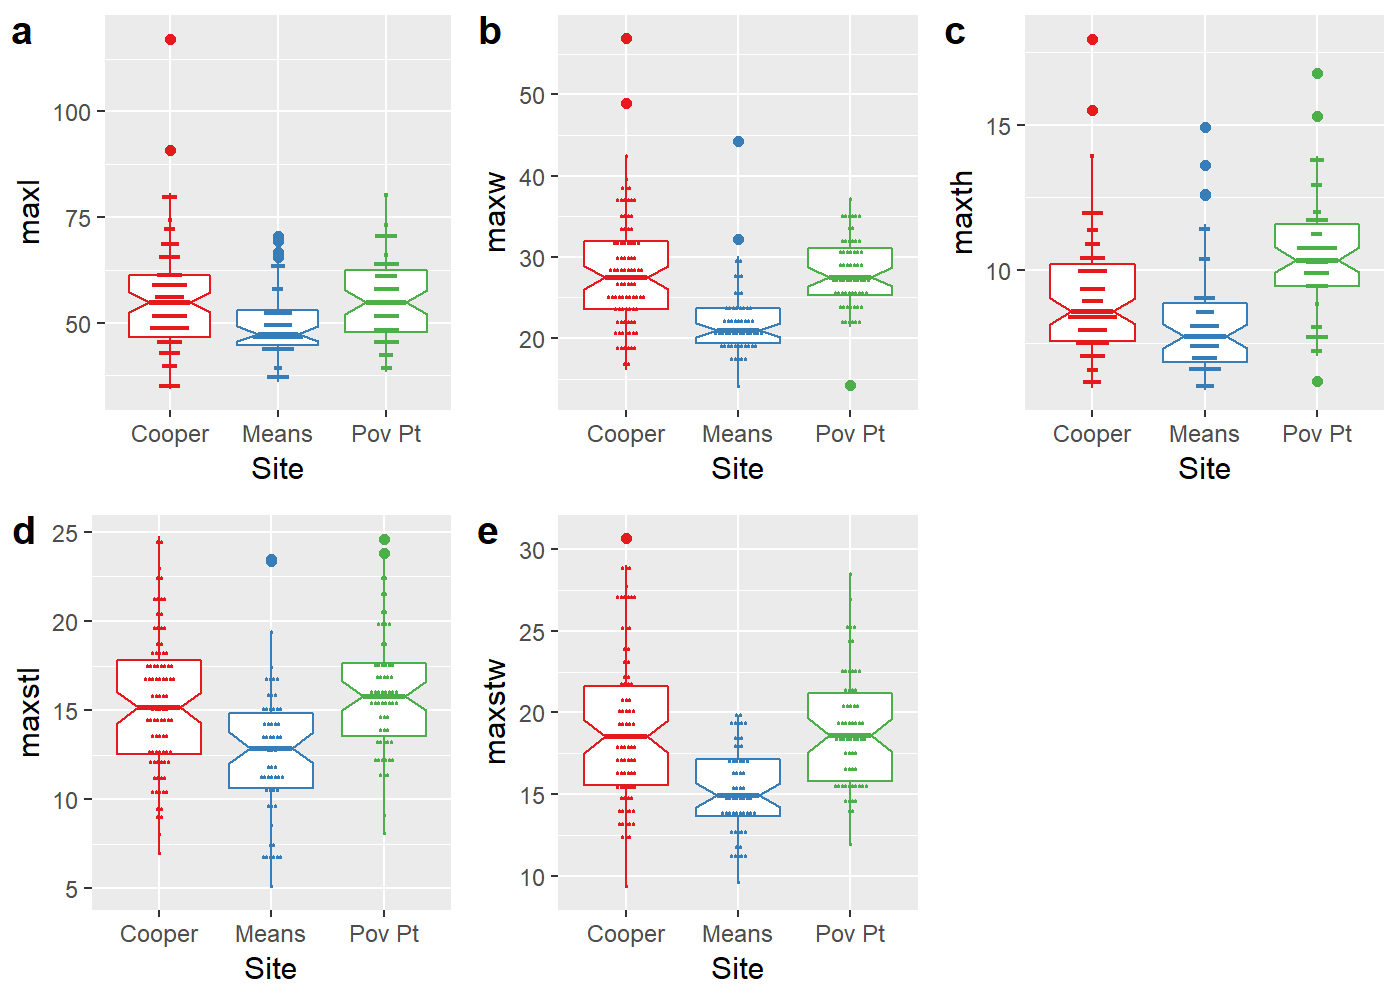 a
maxl
100
75
50
Cooper Means Pov Pt
Site
b
maxw
50
40
30
20
Cooper Means Pov Pt
Site
c
maxth
15
10
Cooper Means Pov Pt
Site
d
maxstl
25
20
15
10
5
Cooper Means Pov Pt
Site
e
maxstw
30
25
20
15
10
Cooper Means Pov Pt
Site